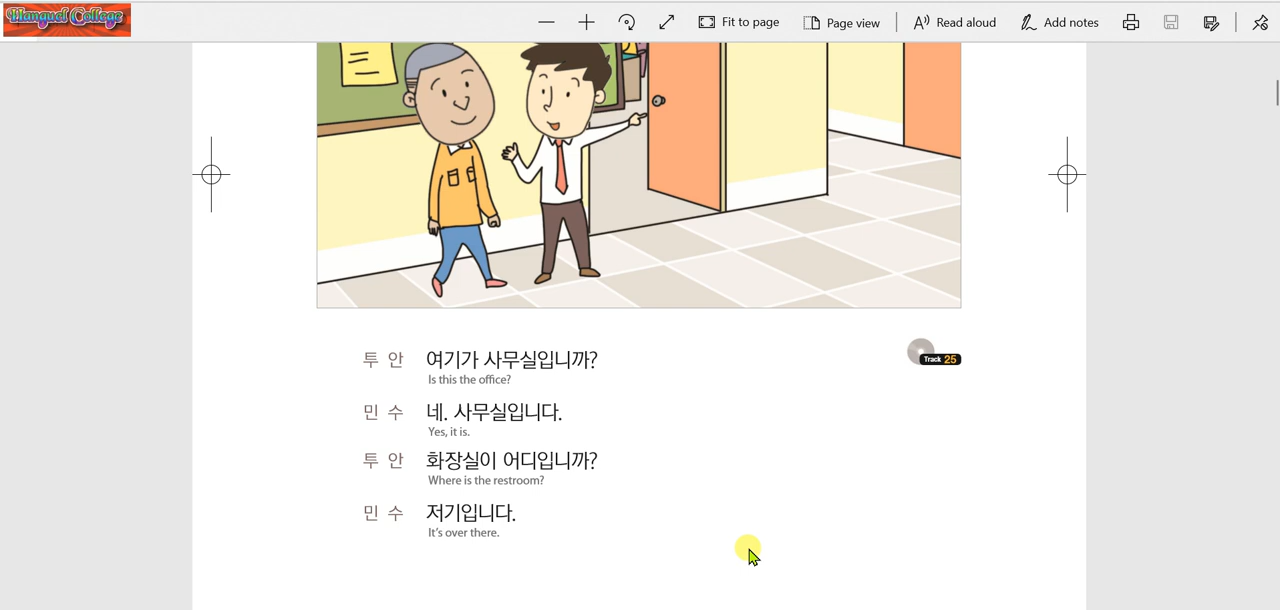 Hanguel College
Fit to page
Page view
Read aloud
Add notes
투 안 여기가 사무실입니까?
Is this the office?
Track 25
민 수 네. 사무실입니다.
Yes, it is.
투 안 화장실이 어디입니까?
Where is the restroom?
민 수 저기입니다.
It's over there.